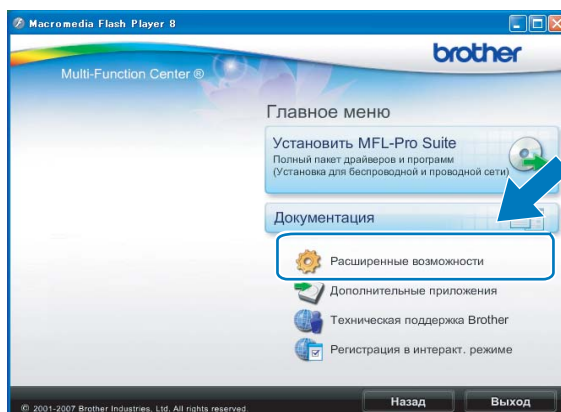 Macromedia Flash Player 8
brother
Multi-Function Center ®
Главное меню
Установить MFL-Pro Suite
Полный пакет драйверов и программ
(Установка для беспроводной и проводной сети)
Документация
Расширенные возможности
Дополнительные приложения
Техническая поддержка Brother
Регистрация в интеракт. режиме
Назад
Выход
© 2001-2007 Brother Industries, Ltd. All rights reserved.